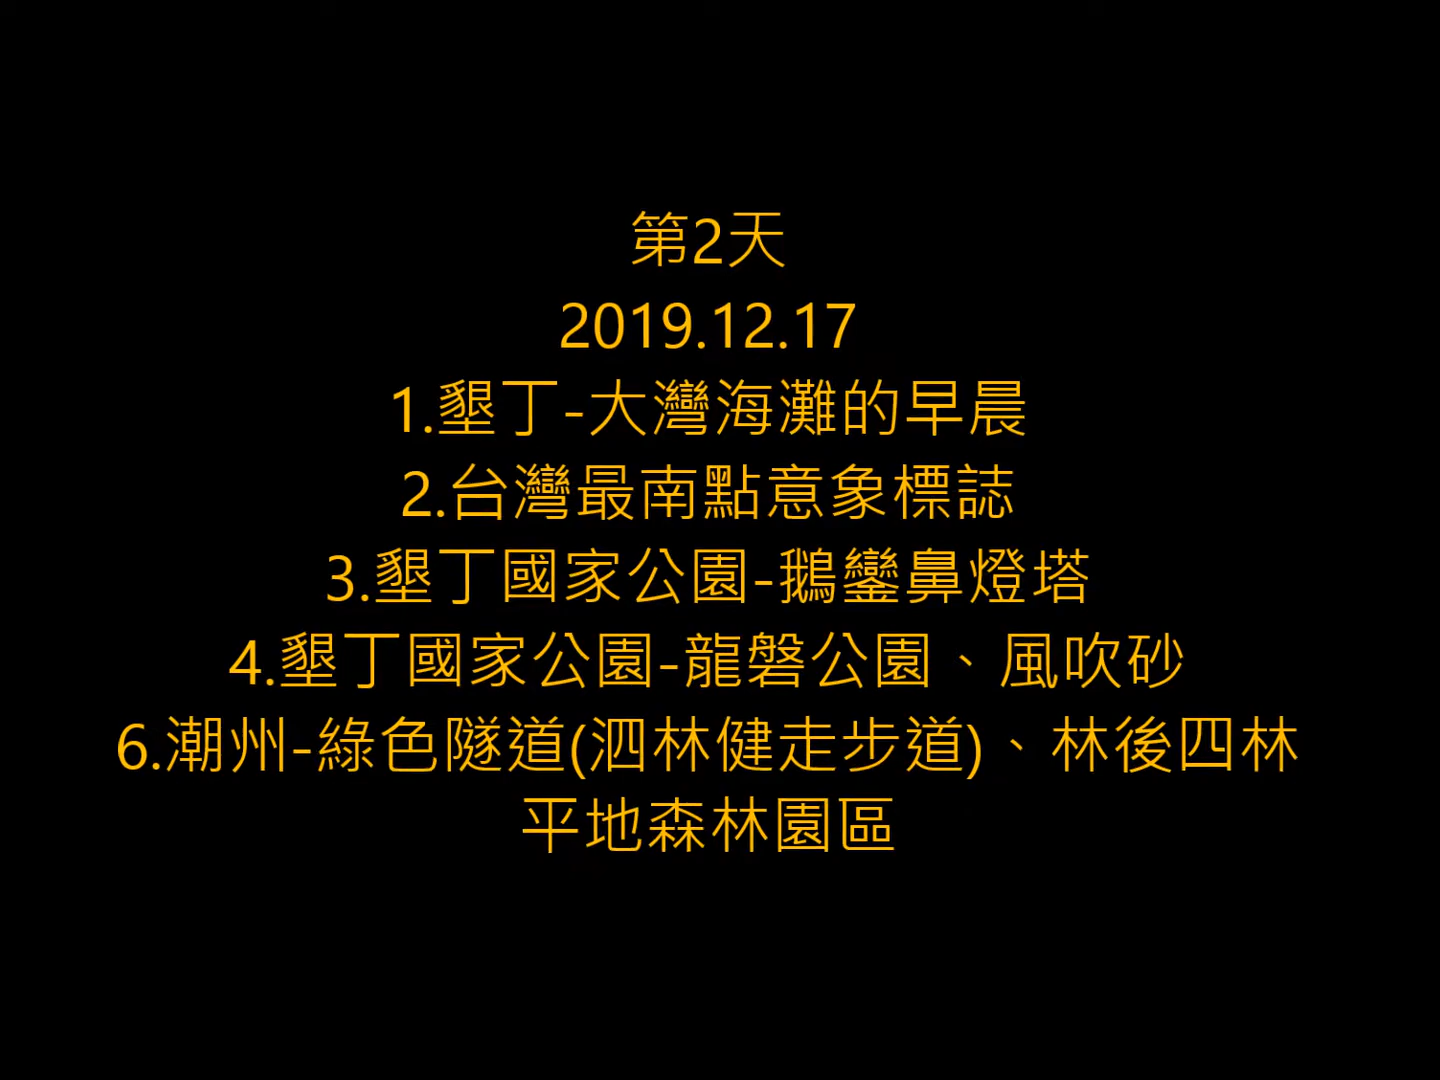 第2天
2019.12.17
1.墾丁-大灣海灘的早晨
2.台灣最南點意象標誌
3.墾丁國家公園-鵝鑾鼻燈塔
4.墾丁國家公園-龍磐公園、風吹砂
6.潮州-綠色隧道(泗林健走步道)、林後四林
平地森林園區